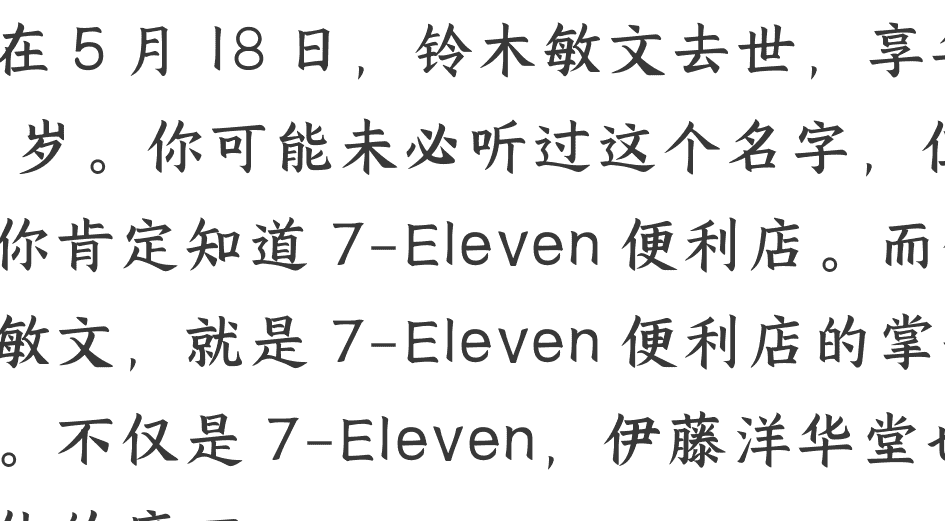 在 5 月 18 日，铃木敏文去世，享
岁。你可能未必听过这个名字，
你肯定知道 7-Eleven 便利店。而
敏文，就是 7-Eleven 便利店的掌
。不仅是 7-Eleven，伊藤洋华堂